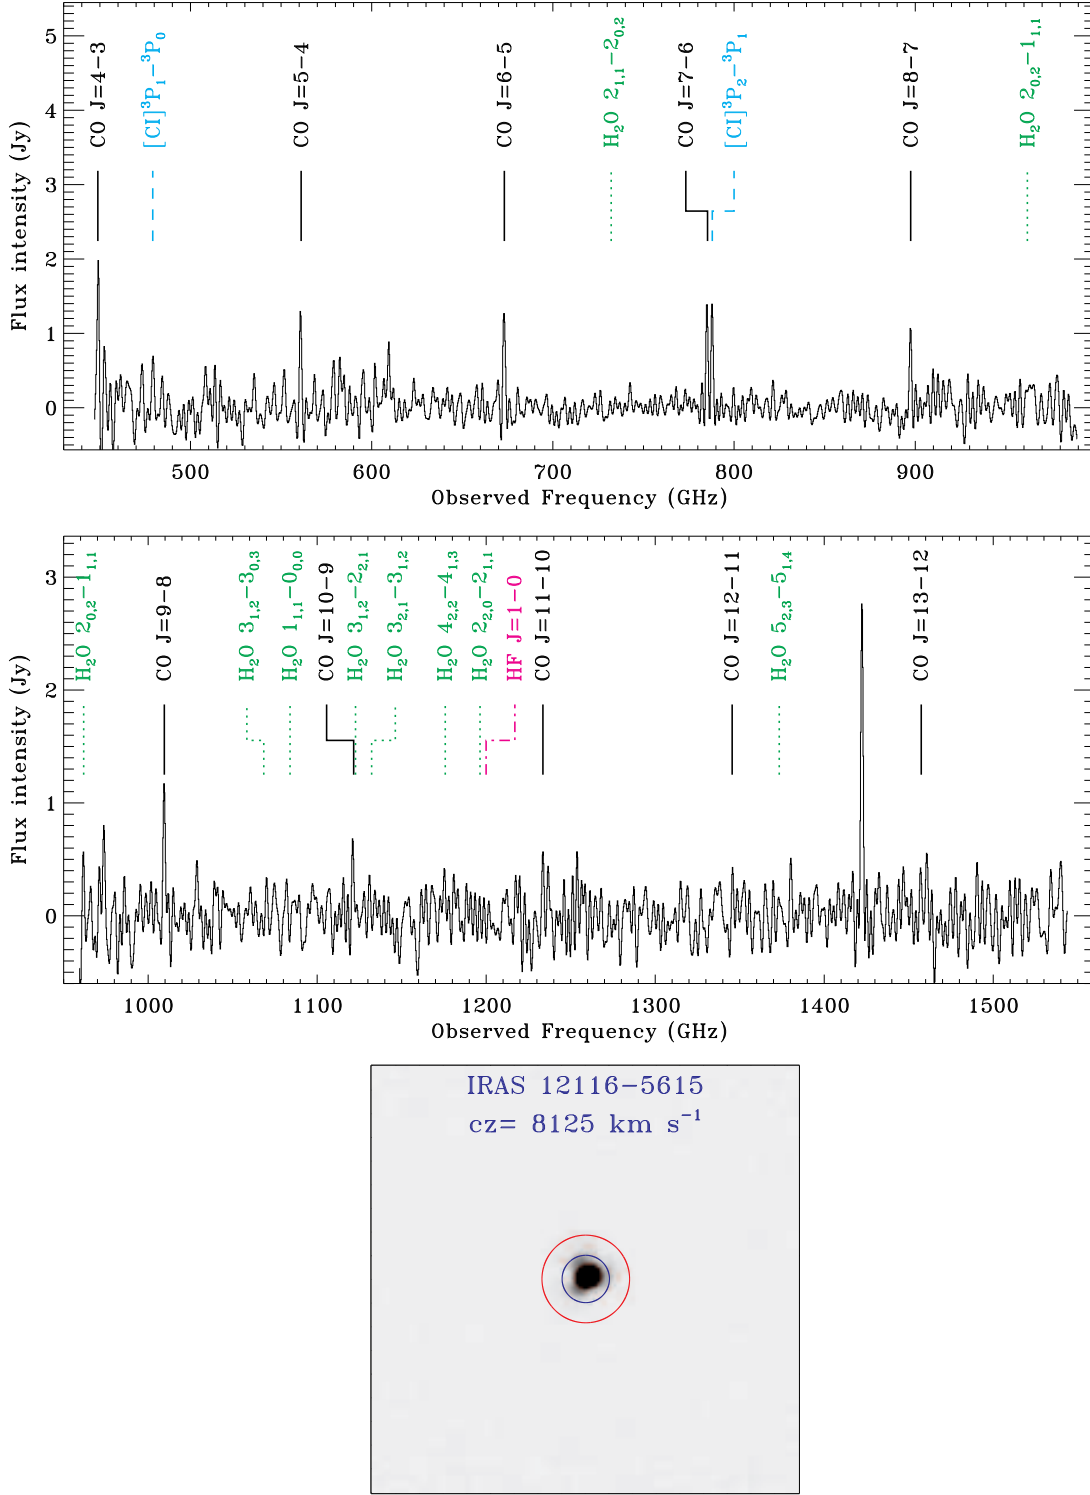 CO J=4−3
[CI]³P₁−³P₀
CO J=5−4
CO J=6−5
H₂O 2₁,₁−2₀,₂
CO J=7−6
[CI]³P₂−³P₁
CO J=8−7
H₂O 2₀,₂−1₁,₁
Flux intensity (Jy)
5
4
3
2
1
0
500 600 700 800 900
Observed Frequency (GHz)
H₂O 2₀,₂−1₁,₁
CO J=9−8
H₂O 3₁,₂−3₀,₃
H₂O 1₁,₁−0₀,₀
CO J=10−9
H₂O 3₁,₂−2₂,₁
H₂O 3₂,₁−3₁,₂
H₂O 4₂,₂−4₁,₃
H₂O 2₂,₀−2₁,₁
HF J=1−0
CO J=11−10
CO J=12−11
H₂O 5₂,₃−5₁,₄
CO J=13−12
Flux intensity (Jy)
3
2
1
0
1000 1100 1200 1300 1400 1500
Observed Frequency (GHz)
IRAS 12116−5615
cz= 8125 km s⁻¹